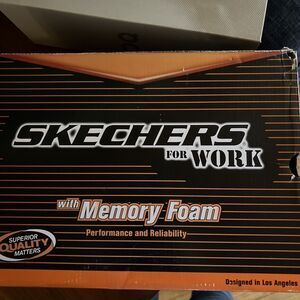 SKECHERS
FOR WORK
with Memory Foam
Performance and Reliability
SUPERIOR
QUALITY
MATTERS
Designed in Los Angeles